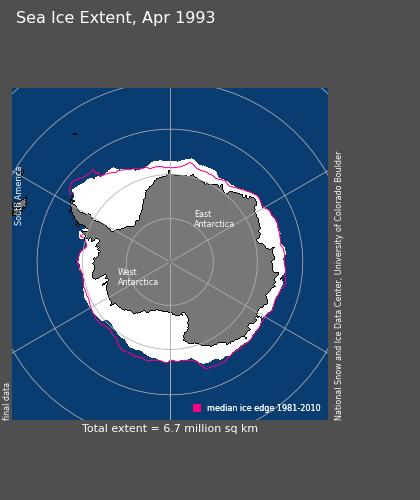 Sea Ice Extent, Apr 1993
South America
East
Antarctica
West
Antarctica
National Snow and Ice Data Center, University of Colorado Boulder
final data
median ice edge 1981-2010
Total extent = 6.7 million sq km